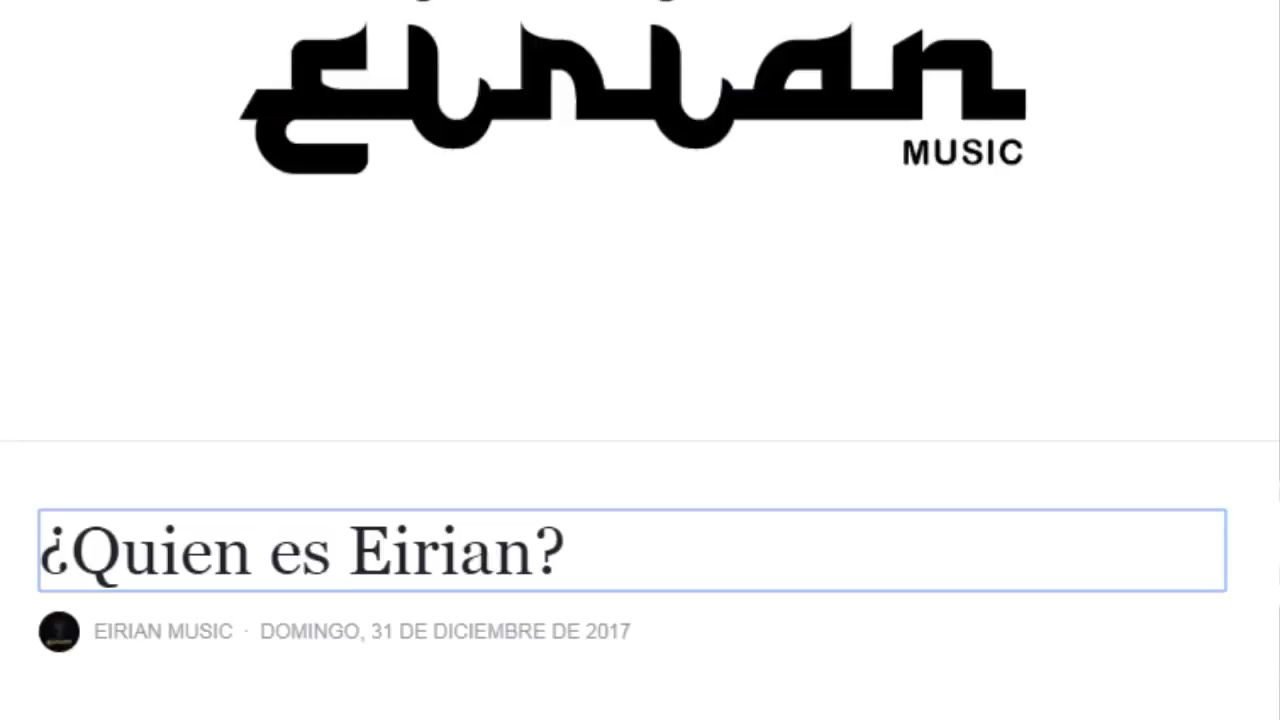 Eirian
MUSIC
¿Quien es Eirian?
EIRIAN MUSIC · DOMINGO, 31 DE DICIEMBRE DE 2017